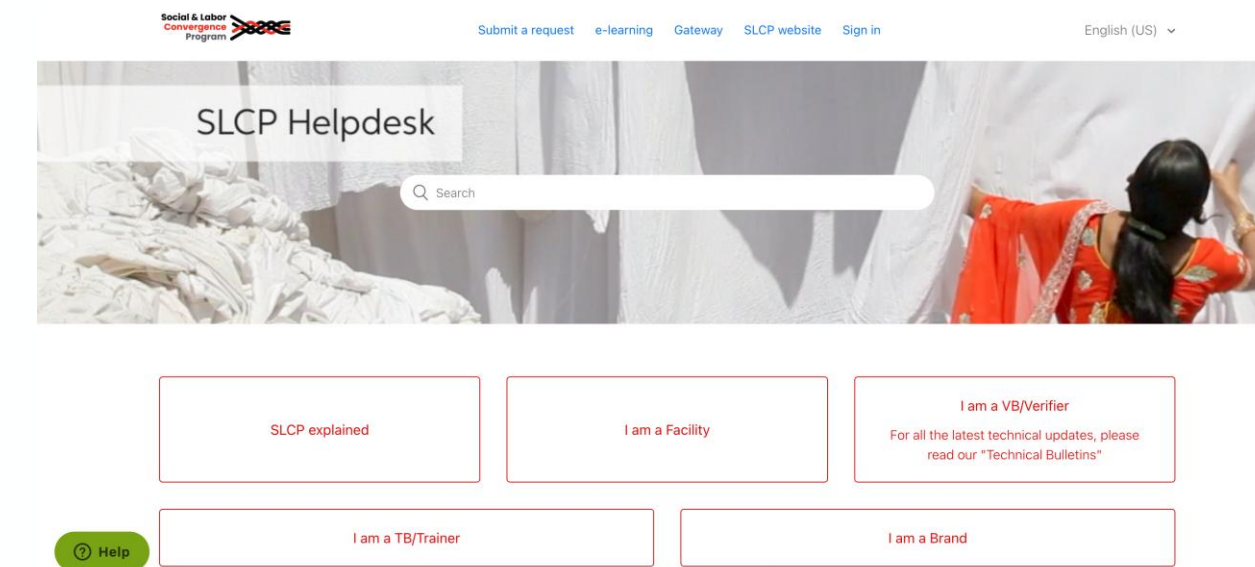 Social & Labor
Convergence
Program
Submit a request e-learning Gateway SLCP website Sign in
English (US)
SLCP Helpdesk
Search
SLCP explained
I am a Facility
I am a VB/Verifier
For all the latest technical updates, please
read our "Technical Bulletins"
I am a TB/Trainer
I am a Brand
Help